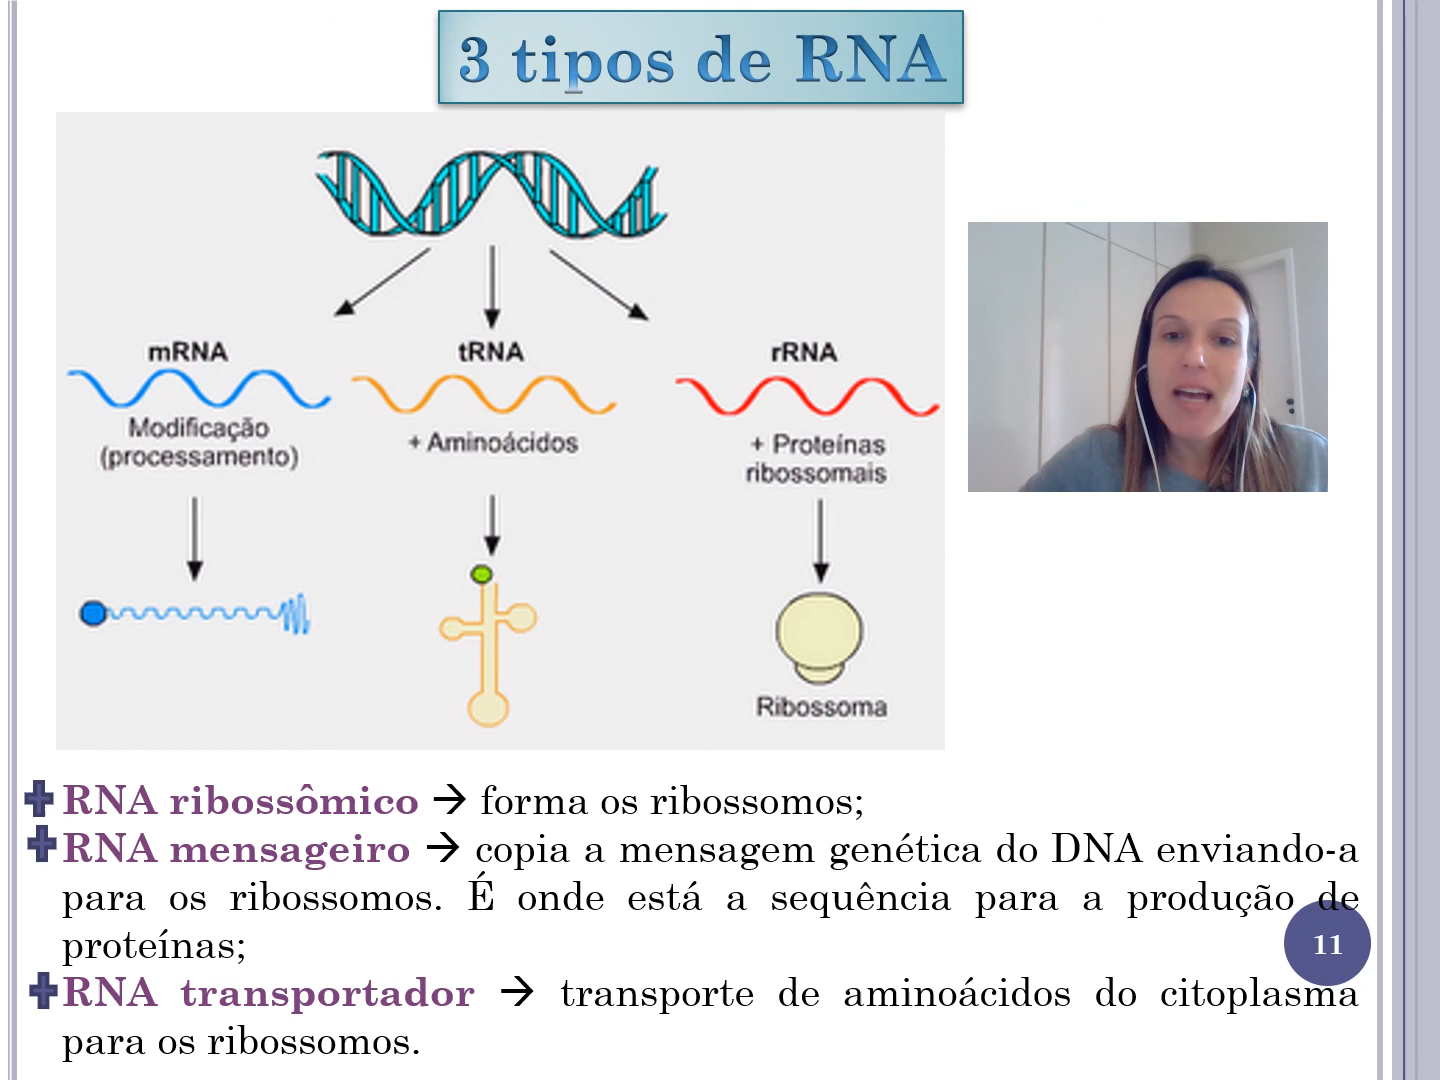 3 tipos de RNA
mRNA
tRNA
rRNA
Modificação
(processamento)
+ Aminoácidos
+ Proteínas
ribossomais
Ribossoma
RNA ribossômico → forma os ribossomos;
RNA mensageiro → copia a mensagem genética do DNA enviando-a
para os ribossomos. É onde está a sequência para a produção de
proteínas;
11
RNA transportador → transporte de aminoácidos do citoplasma
para os ribossomos.